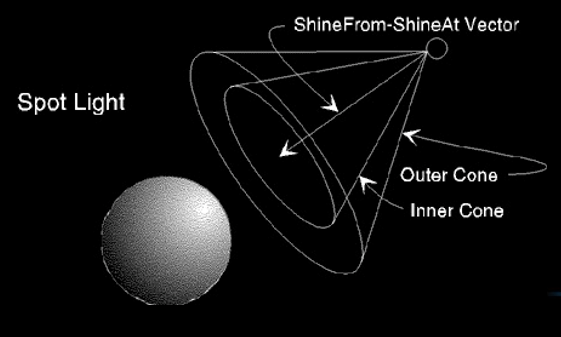 ShineFrom-ShineAt Vector
Spot Light
Outer Cone
Inner Cone